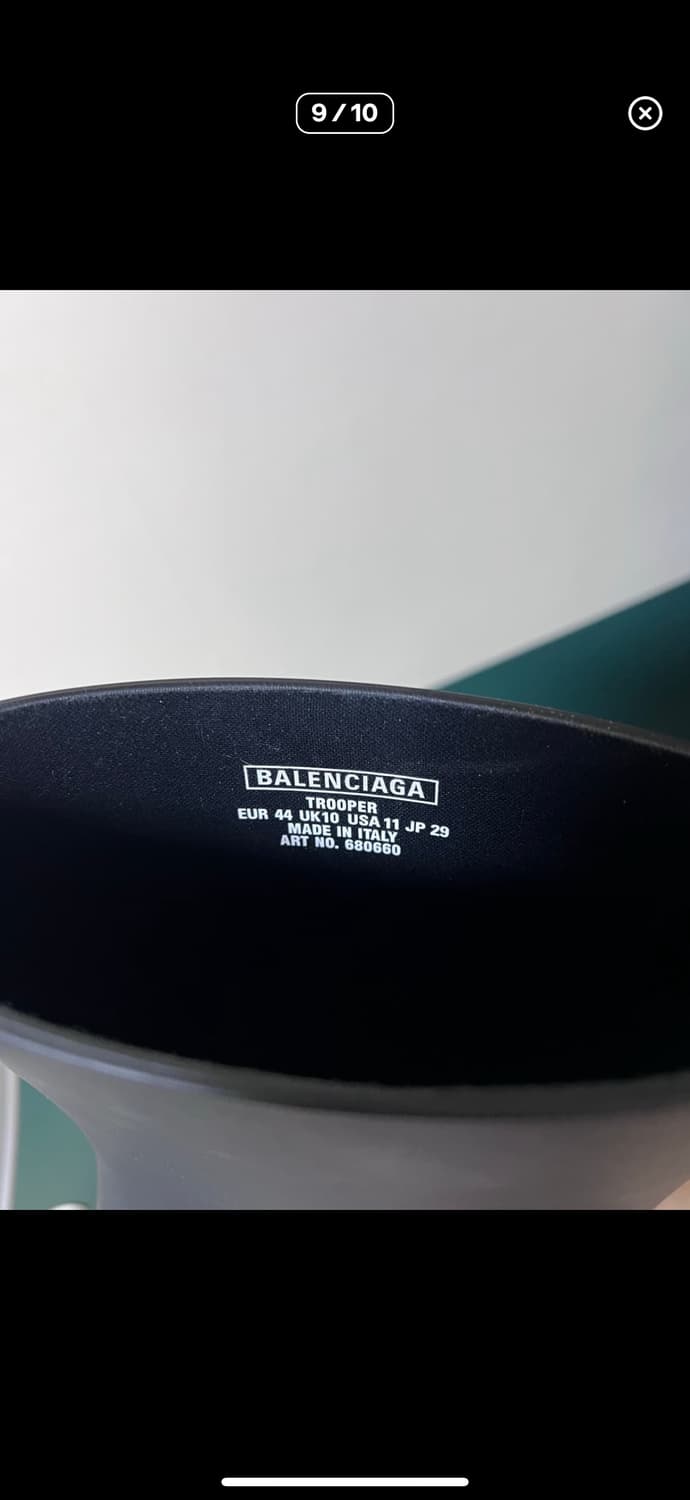 9/10
BALENCIAGA
TROOPER
EUR 44 UK10 USA 11 JP 29
MADE IN ITALY
ART NO. 680660